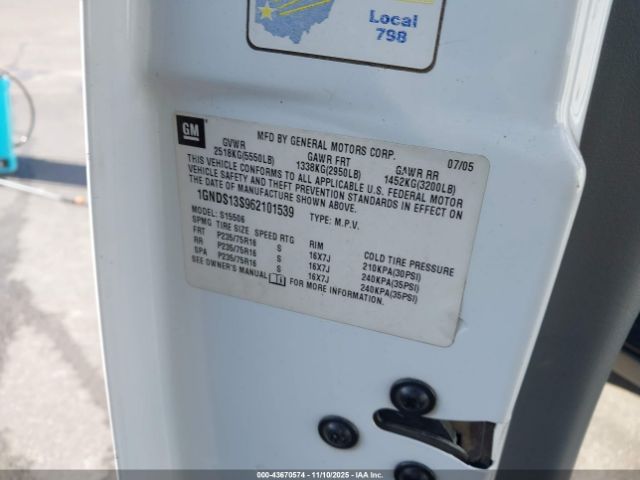 Local
798
GM
MFD BY GENERAL MOTORS CORP. 07/05
GVWR GAWR FRT GAWR RR
2518KG(5550LB) 1338KG(2950LB) 1452KG(3200LB)
THIS VEHICLE CONFORMS TO ALL APPLICABLE U.S. FEDERAL MOTOR
VEHICLE SAFETY AND THEFT PREVENTION STANDARDS IN EFFECT ON
THE DATE OF MANUFACTURE SHOWN ABOVE.
1GNDS13S962101539 TYPE: M.P.V.
MODEL: S15506
SPMG TIRE SIZE SPEED RTG RIM COLD TIRE PRESSURE
FRT P235/75R16 S 16X7J 210KPA(30PSI)
RR P235/75R16 S 16X7J 240KPA(35PSI)
SPA P235/75R16 S 16X7J 240KPA(35PSI)
SEE OWNER'S MANUAL FOR MORE INFORMATION.
000-43670574 - 11/10/2025 - IAA Corp.